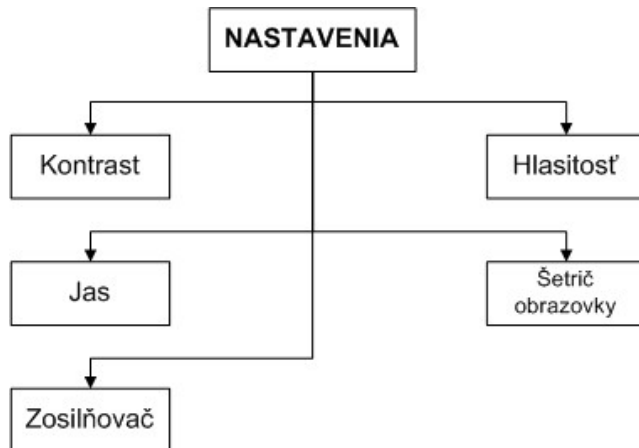 NASTAVENIA
Kontrast
Hlasitosť
Jas
Šetrič
obrazovky
Zosilňovač